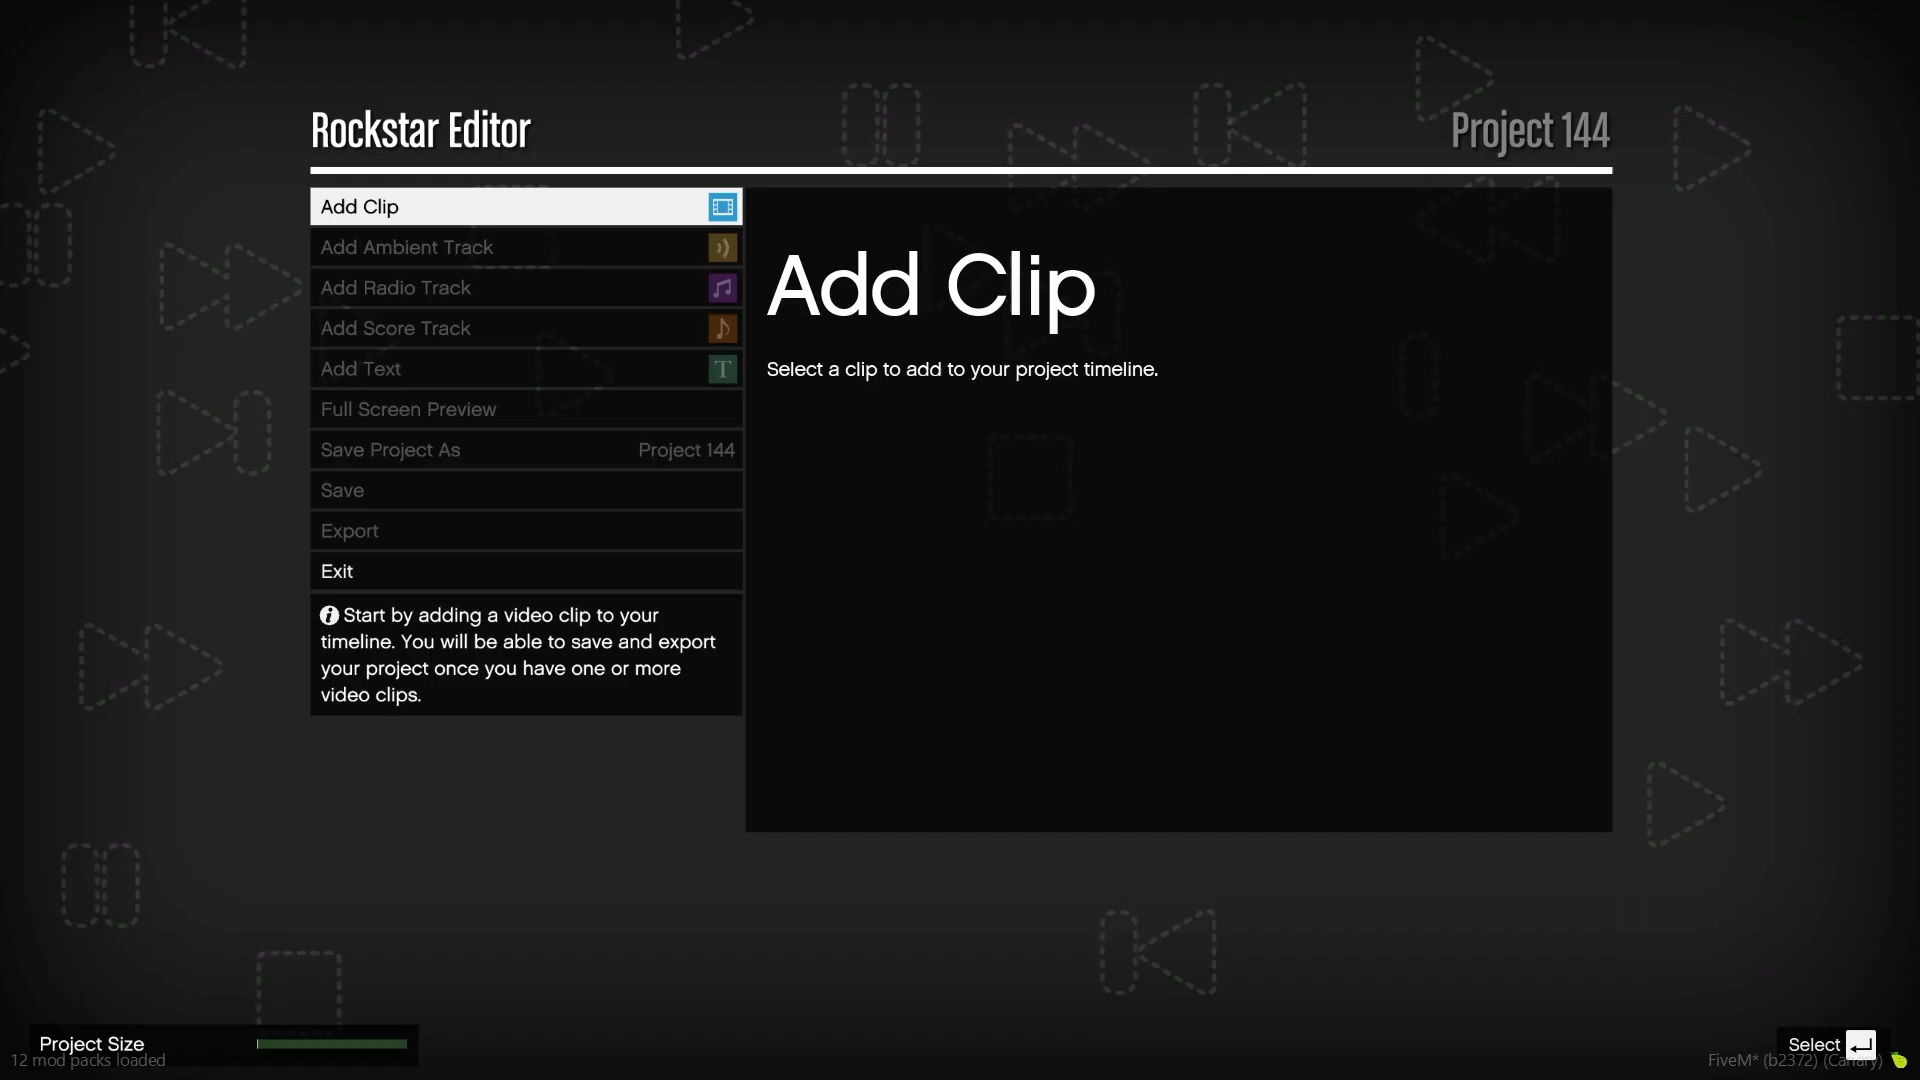 Rockstar Editor
Project 144
Add Clip
Add Ambient Track
Add Radio Track
Add Score Track
Add Text
T
Full Screen Preview
Save Project As Project 144
Save
Export
Exit
Start by adding a video clip to your
timeline. You will be able to save and export
your project once you have one or more
video clips.
Add Clip
Select a clip to add to your project timeline.
Project Size
12 mod packs loaded
Select
FiveM* (b2372) (Canary)